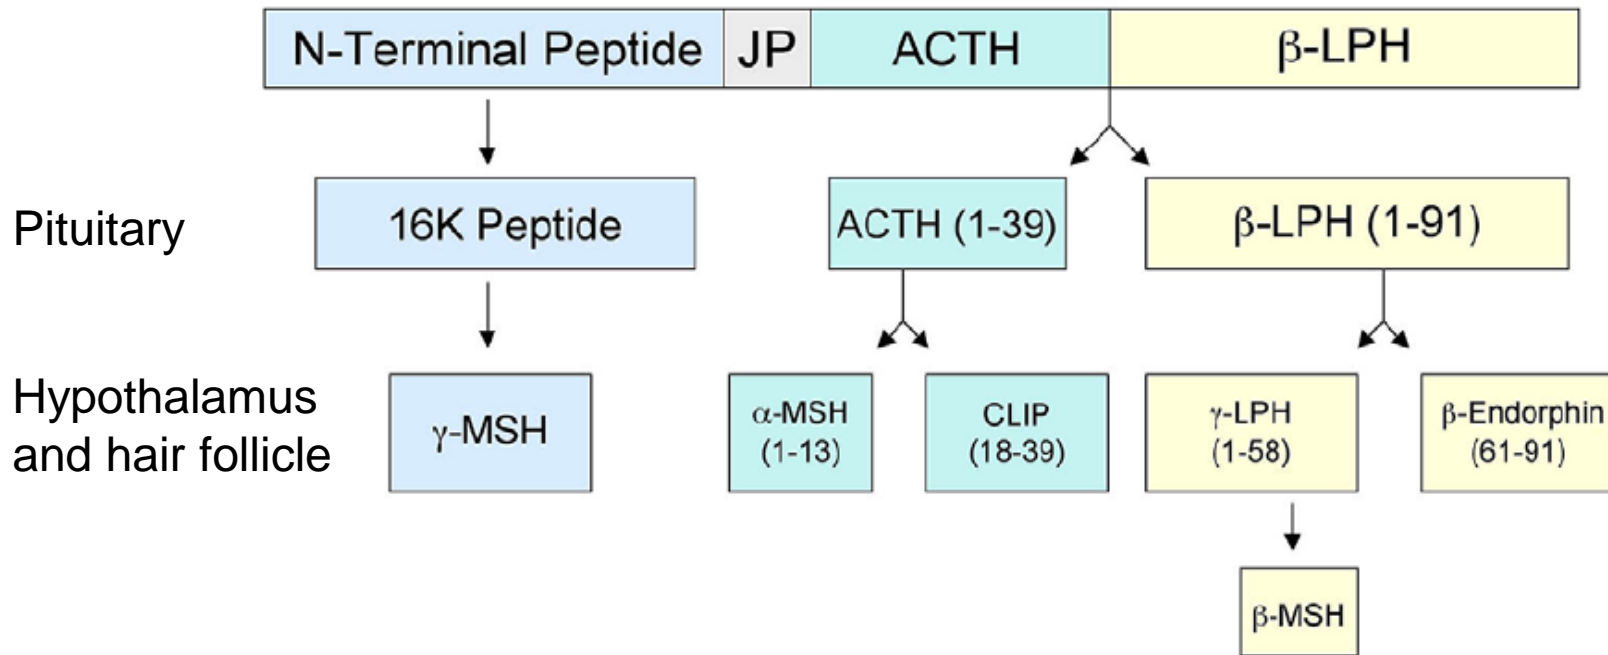 N-Terminal Peptide
JP
ACTH
β-LPH
Pituitary
16K Peptide
ACTH (1-39)
β-LPH (1-91)
Hypothalamus
and hair follicle
γ-MSH
α-MSH
(1-13)
CLIP
(18-39)
γ-LPH
(1-58)
β-Endorphin
(61-91)
β-MSH